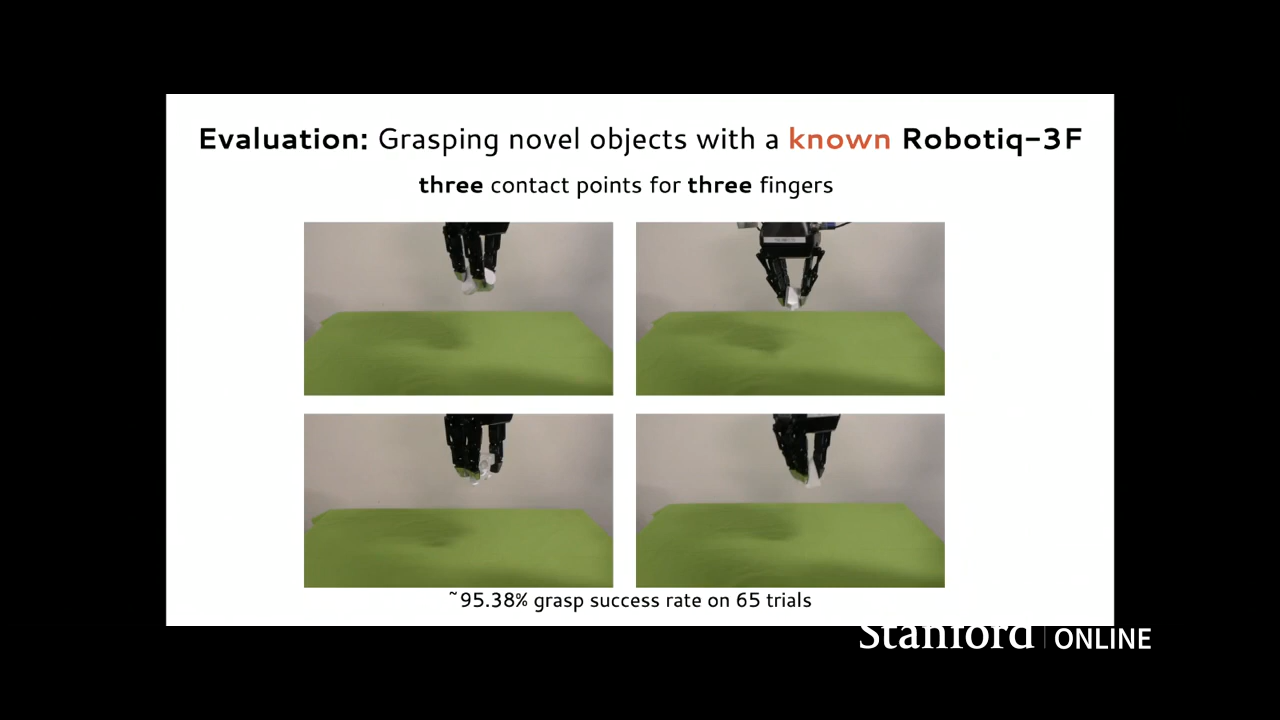 Evaluation: Grasping novel objects with a known Robotiq-3F
three contact points for three fingers
~95.38% grasp success rate on 65 trials
Stanford ONLINE